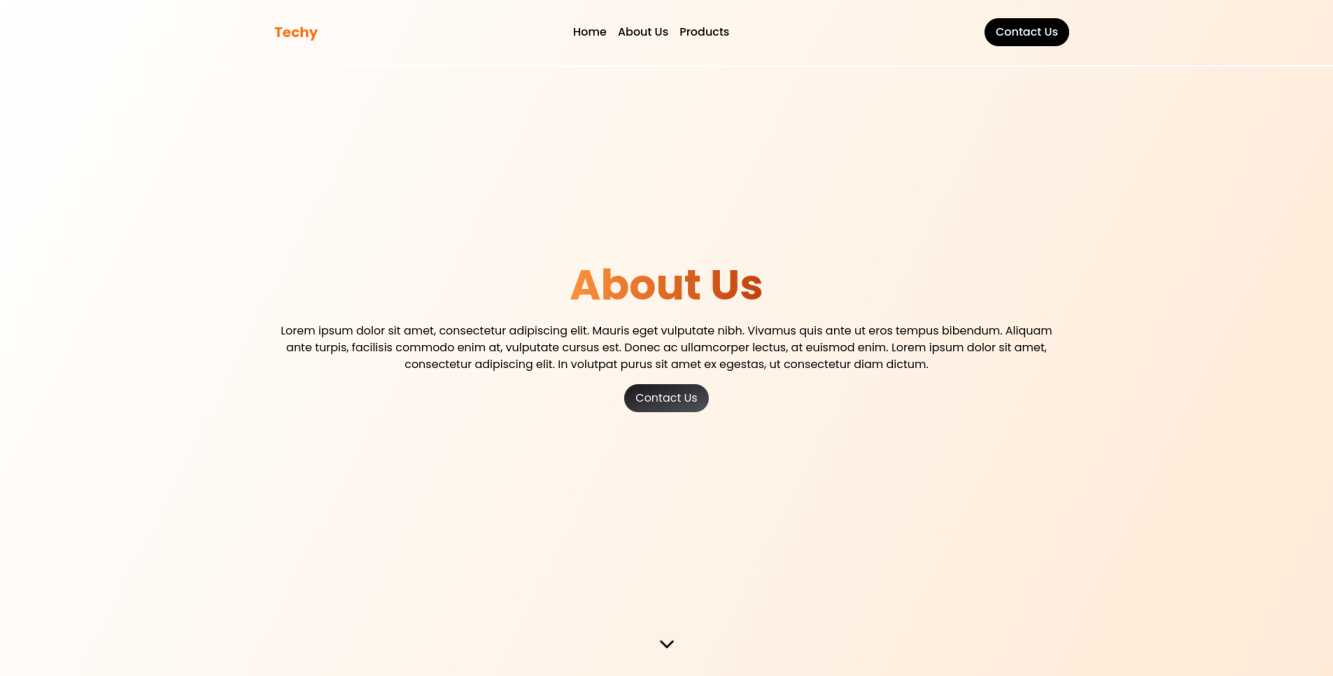 Techy
Home About Us Products
Contact Us
About Us
Lorem ipsum dolor sit amet, consectetur adipiscing elit. Mauris eget vulputate nibh. Vivamus quis ante ut eros tempus bibendum. Aliquam
ante turpis, facilisis commodo enim at, vulputate cursus est. Donec ac ullamcorper lectus, at euismod enim. Lorem ipsum dolor sit amet,
consectetur adipiscing elit. In volutpat purus sit amet ex egestas, ut consectetur diam dictum.
Contact Us